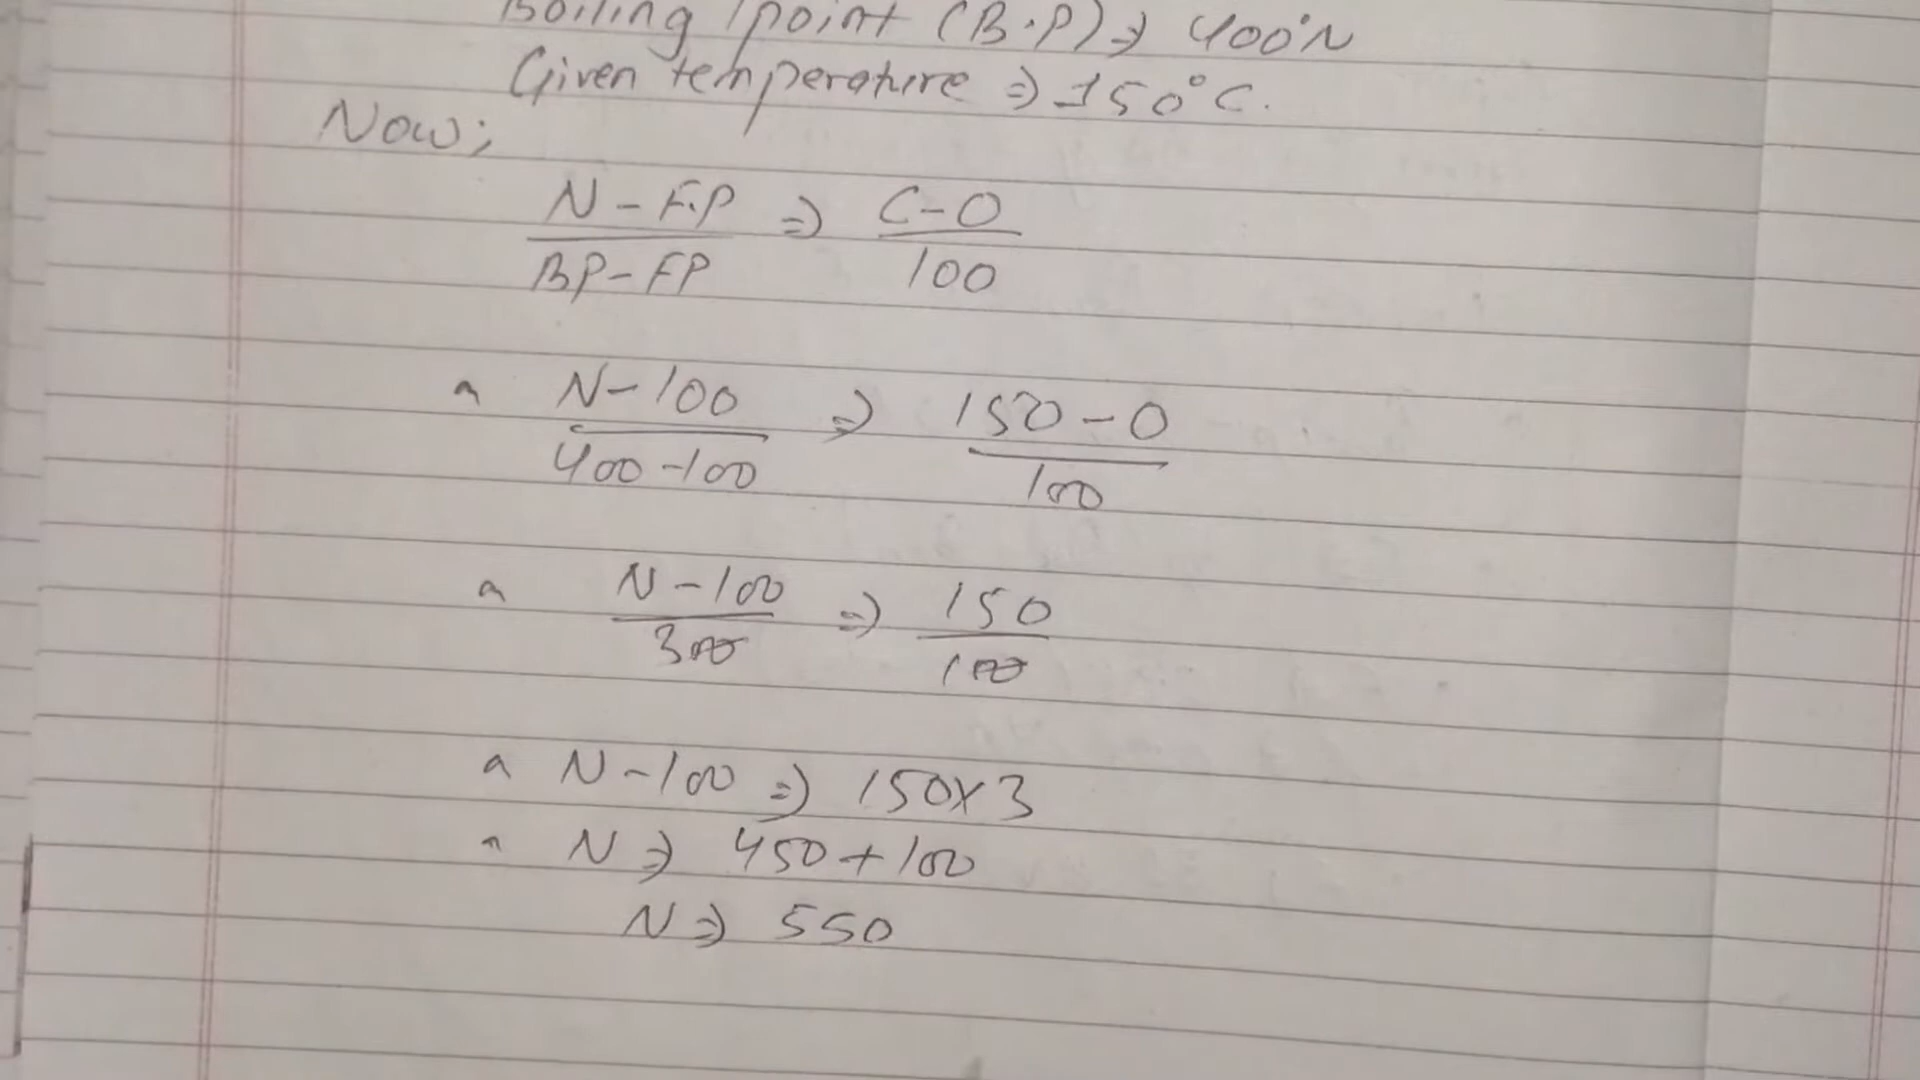 Boiling point (B.P) ⇒ 400°N
Given temperature ⇒ 150°C.
Now;
N-F.P / BP-FP ⇒ C-0 / 100
N-100 / 400-100 ⇒ 150-0 / 100
N-100 / 300 ⇒ 150 / 100
N-100 ⇒ 150×3
N ⇒ 450+100
N ⇒ 550